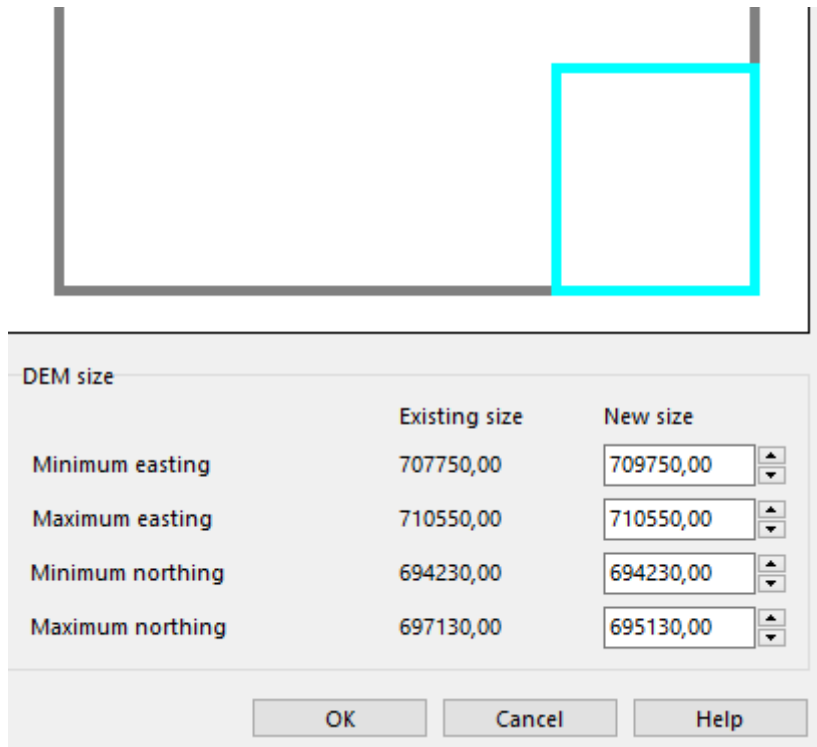 DEM size
Existing size New size
Minimum easting 707750,00 709750,00
Maximum easting 710550,00 710550,00
Minimum northing 694230,00 694230,00
Maximum northing 697130,00 695130,00
OK Cancel Help